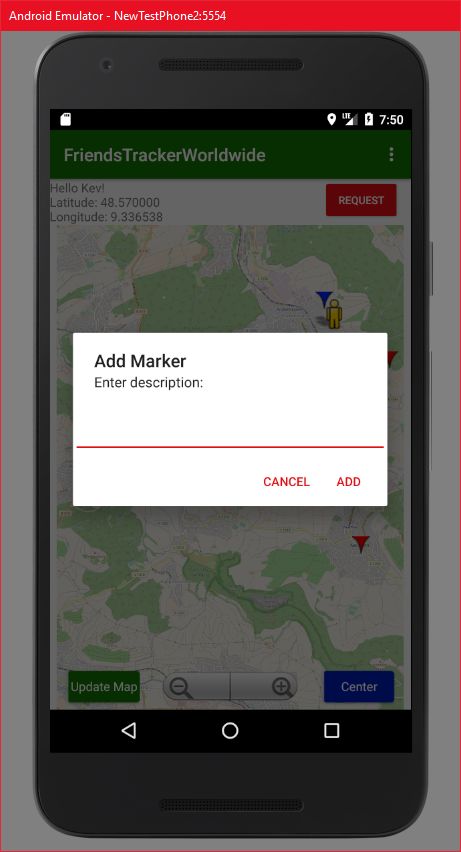 Android Emulator - NewTestPhone2:5554
LTE 7:50
FriendsTrackerWorldwide
Hello Kev!
Latitude: 48.570000
Longitude: 9.336538
REQUEST
Add Marker
Enter description:
CANCEL ADD
Update Map
Center